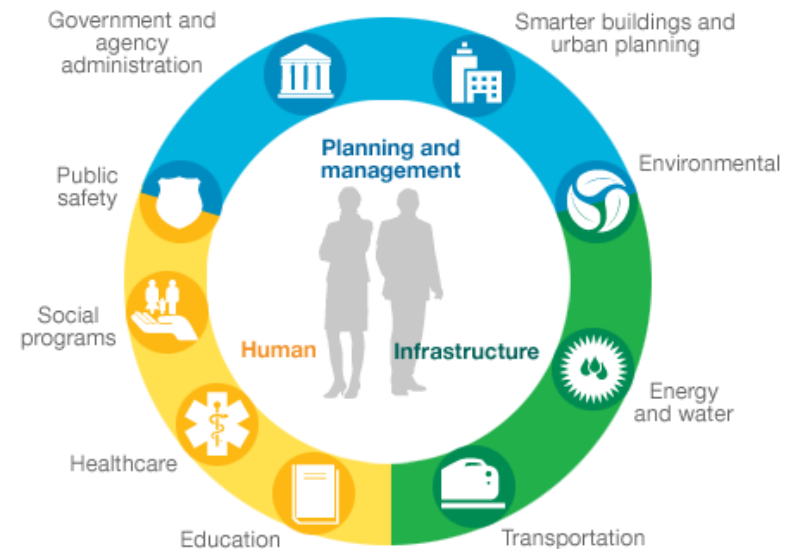 Government and
agency
administration
Smarter buildings and
urban planning
Planning and
management
Public
safety
Environmental
Social
programs
Human
Infrastructure
Energy
and water
Healthcare
Education
Transportation